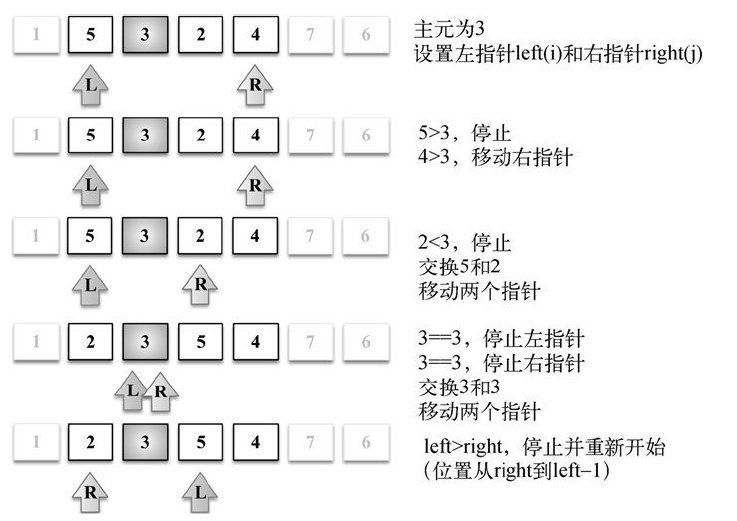 1 5 3 2 4 7 6
主元为3
设置左指针left(i)和右指针right(j)
L R
1 5 3 2 4 7 6
5>3，停止
4>3，移动右指针
L R
1 5 3 2 4 7 6
2<3，停止
交换5和2
移动两个指针
L R
1 2 3 5 4 7 6
3==3，停止左指针
3==3，停止右指针
交换3和3
移动两个指针
L R
1 2 3 5 4 7 6
left>right，停止并重新开始
（位置从right到left-1）
R L